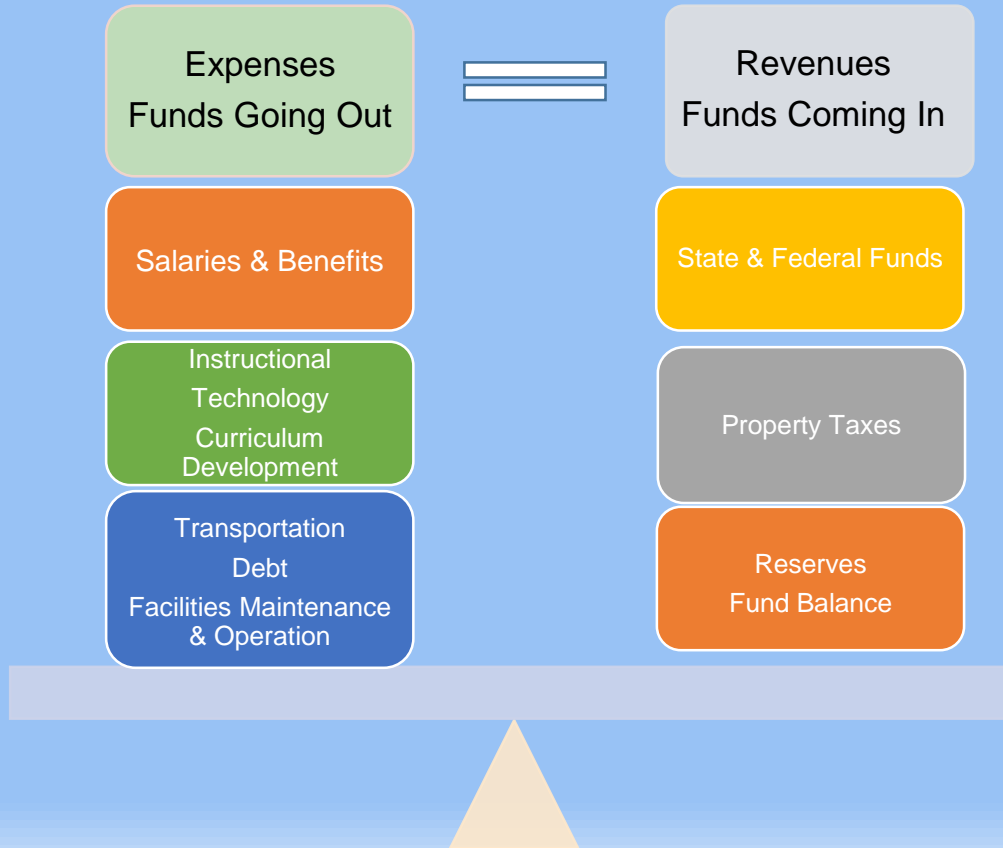 Expenses
Funds Going Out
Salaries & Benefits
Instructional
Technology
Curriculum
Development
Transportation
Debt
Facilities Maintenance
& Operation
Revenues
Funds Coming In
State & Federal Funds
Property Taxes
Reserves
Fund Balance